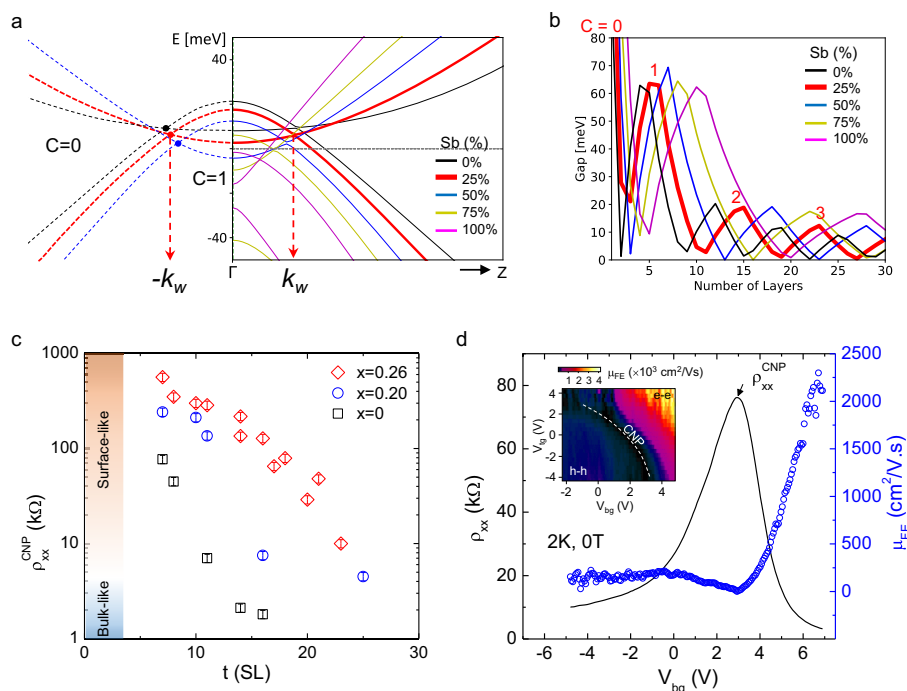 a
E [meV]
40
C=0
C=1
-40
Sb (%)
0%
25%
50%
75%
100%
-k_w
Γ
k_w
Z
b
C = 0
80
70
60
50
40
30
20
10
0
Gap [meV]
1
2
3
Sb (%)
0%
25%
50%
75%
100%
5
10
15
20
25
30
Number of Layers
c
1000
100
10
1
ρ_xx^CNP (kΩ)
Surface-like
Bulk-like
x=0.26
x=0.20
x=0
0
10
20
30
t (SL)
d
80
60
40
20
0
ρ_xx (kΩ)
μ_FE (×10³ cm²/Vs)
1 2 3 4
e-e
CNP
h-h
4
2
0
-2
-4
V_tg (V)
-2 0 2 4
V_bg (V)
ρ_xx^CNP
2K, 0T
2500
2000
1500
1000
500
250
0
μ_FE (cm²/V.s)
-6
-4
-2
0
2
4
6
V_bg (V)